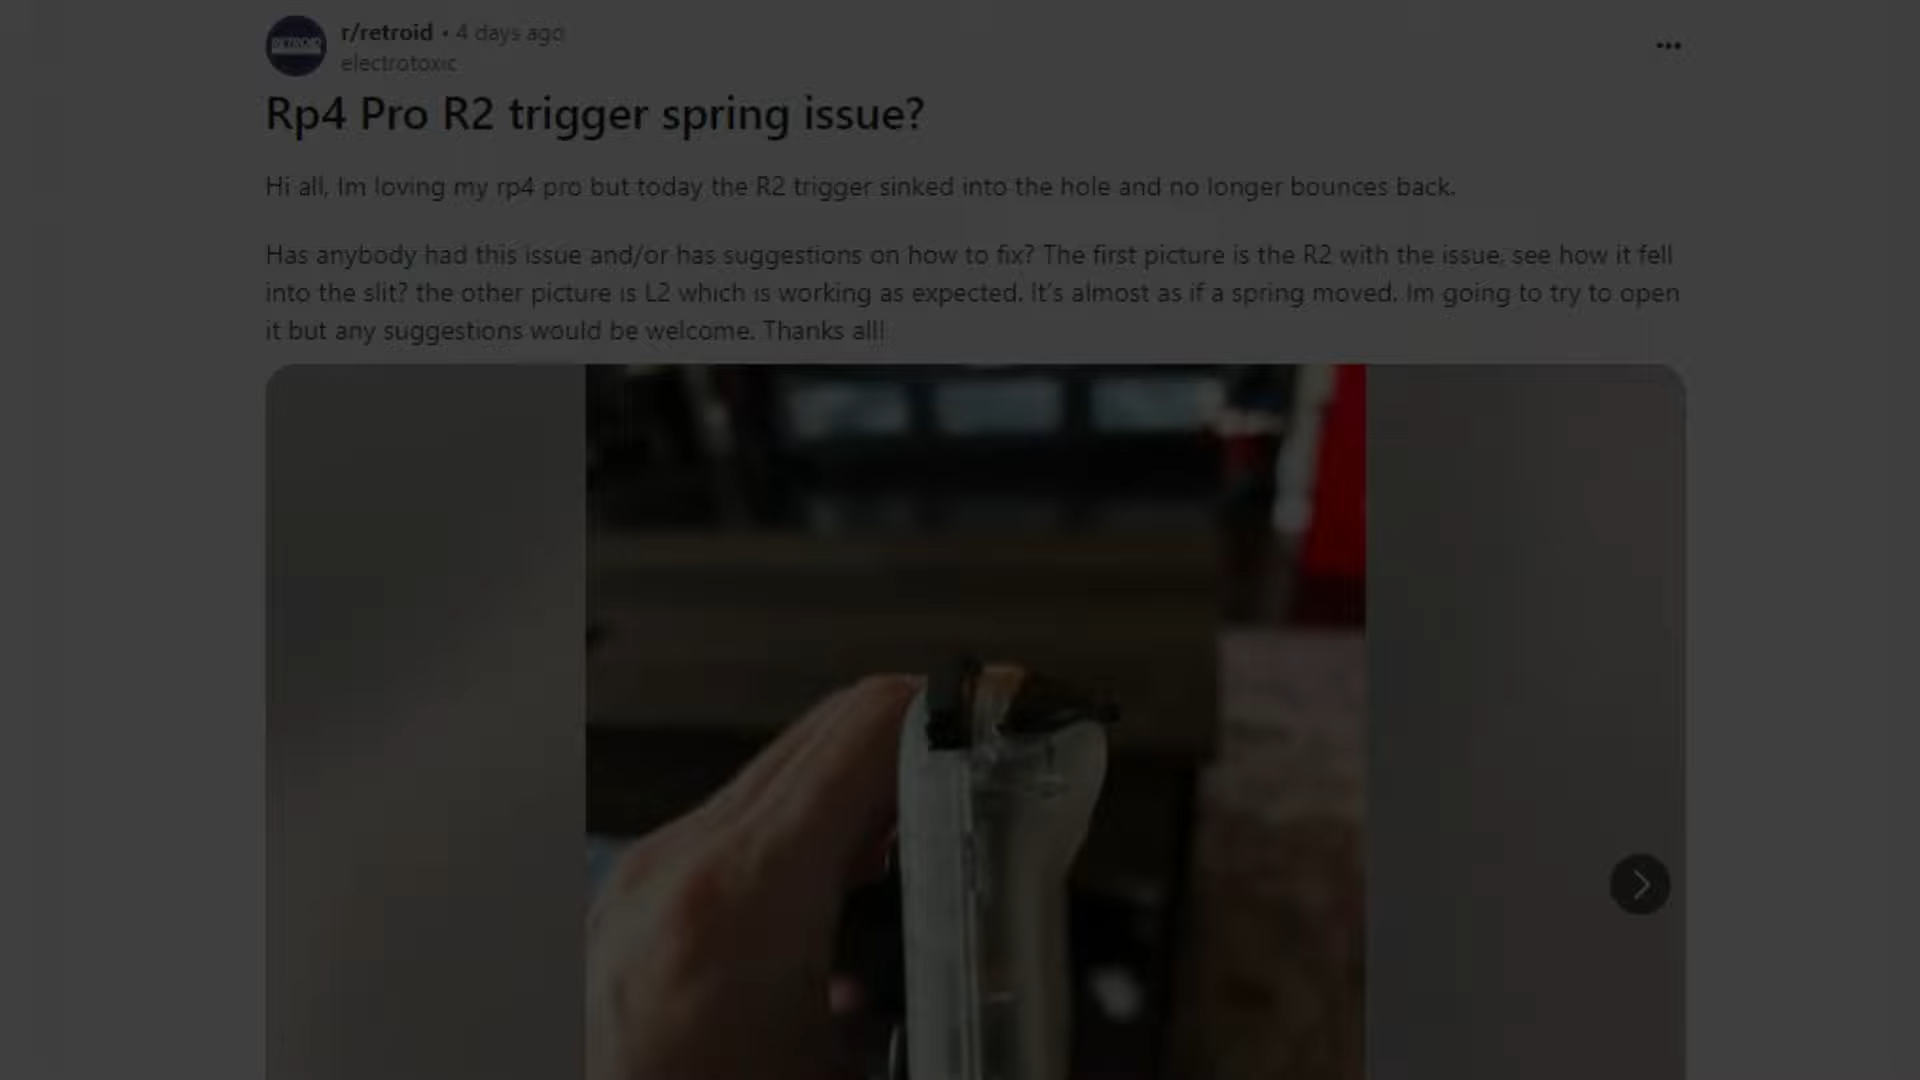 r/retroid • 4 days ago
electrotoxic
Rp4 Pro R2 trigger spring issue?
Hi all, Im loving my rp4 pro but today the R2 trigger sinked into the hole and no longer bounces back.
Has anybody had this issue and/or has suggestions on how to fix? The first picture is the R2 with the issue, see how it fell
into the slit? the other picture is L2 which is working as expected. It’s almost as if a spring moved. Im going to try to open
it but any suggestions would be welcome. Thanks all!